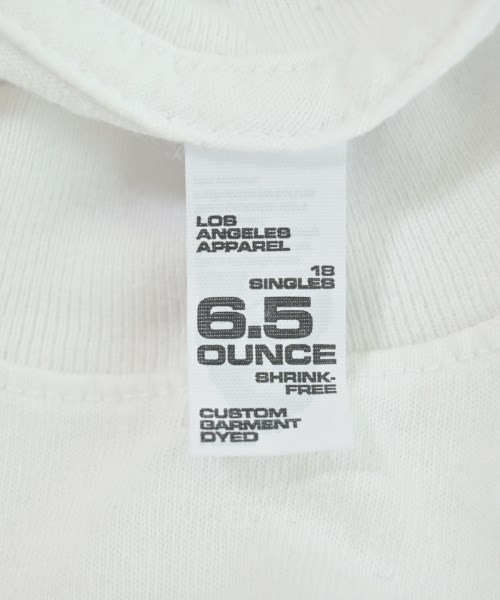 LOS
ANGELES
APPAREL
18
SINGLES
6.5
OUNCE
SHRINK-
FREE
CUSTOM
GARMENT
DYED